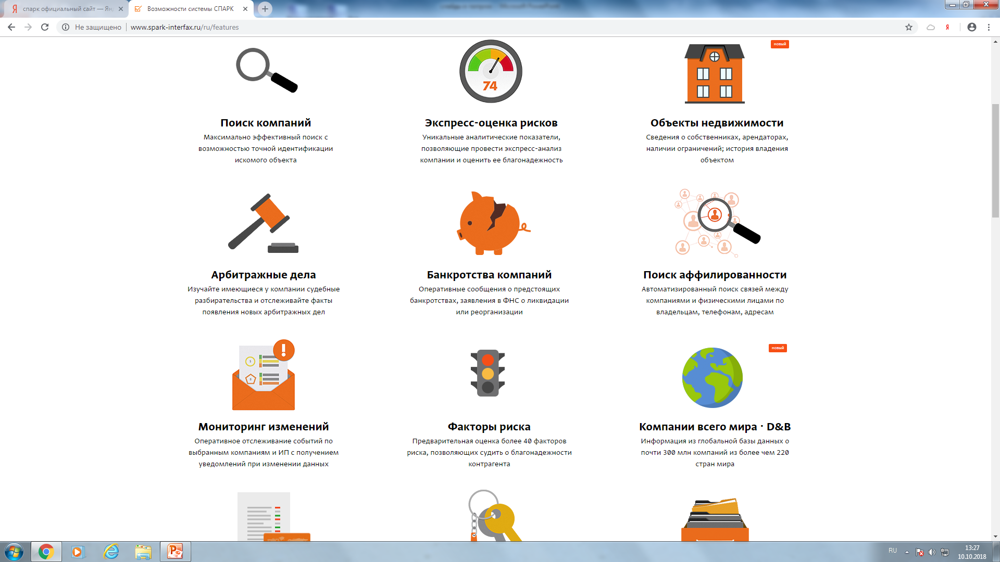 спарк официальный сайт — Ян
Возможности системы СПАРК
Не защищено
www.spark-interfax.ru/ru/features
новый
74
Поиск компаний
Максимально эффективный поиск с
возможностью точной идентификации
искомого объекта
Экспресс-оценка рисков
Уникальные аналитические показатели,
позволяющие провести экспресс-анализ
компании и оценить ее благонадежность
Объекты недвижимости
Сведения о собственниках, арендаторах,
наличии ограничений; история владения
объектом
Арбитражные дела
Изучайте имеющиеся у компании судебные
разбирательства и отслеживайте факты
появления новых арбитражных дел
Банкротства компаний
Оперативные сообщения о предстоящих
банкротствах, заявления в ФНС о ликвидации
или реорганизации
Поиск аффилированности
Автоматизированный поиск связей между
компаниями и физическими лицами по
владельцам, телефонам, адресам
новый
Мониторинг изменений
Оперативное отслеживание событий по
выбранным компаниям и ИП с получением
уведомлений при изменении данных
Факторы риска
Предварительная оценка более 40 факторов
риска, позволяющих судить о благонадежности
контрагента
Компании всего мира · D&B
Информация из глобальной базы данных о
почти 300 млн компаний из более чем 220
стран мира
RU
13:27
10.10.2018